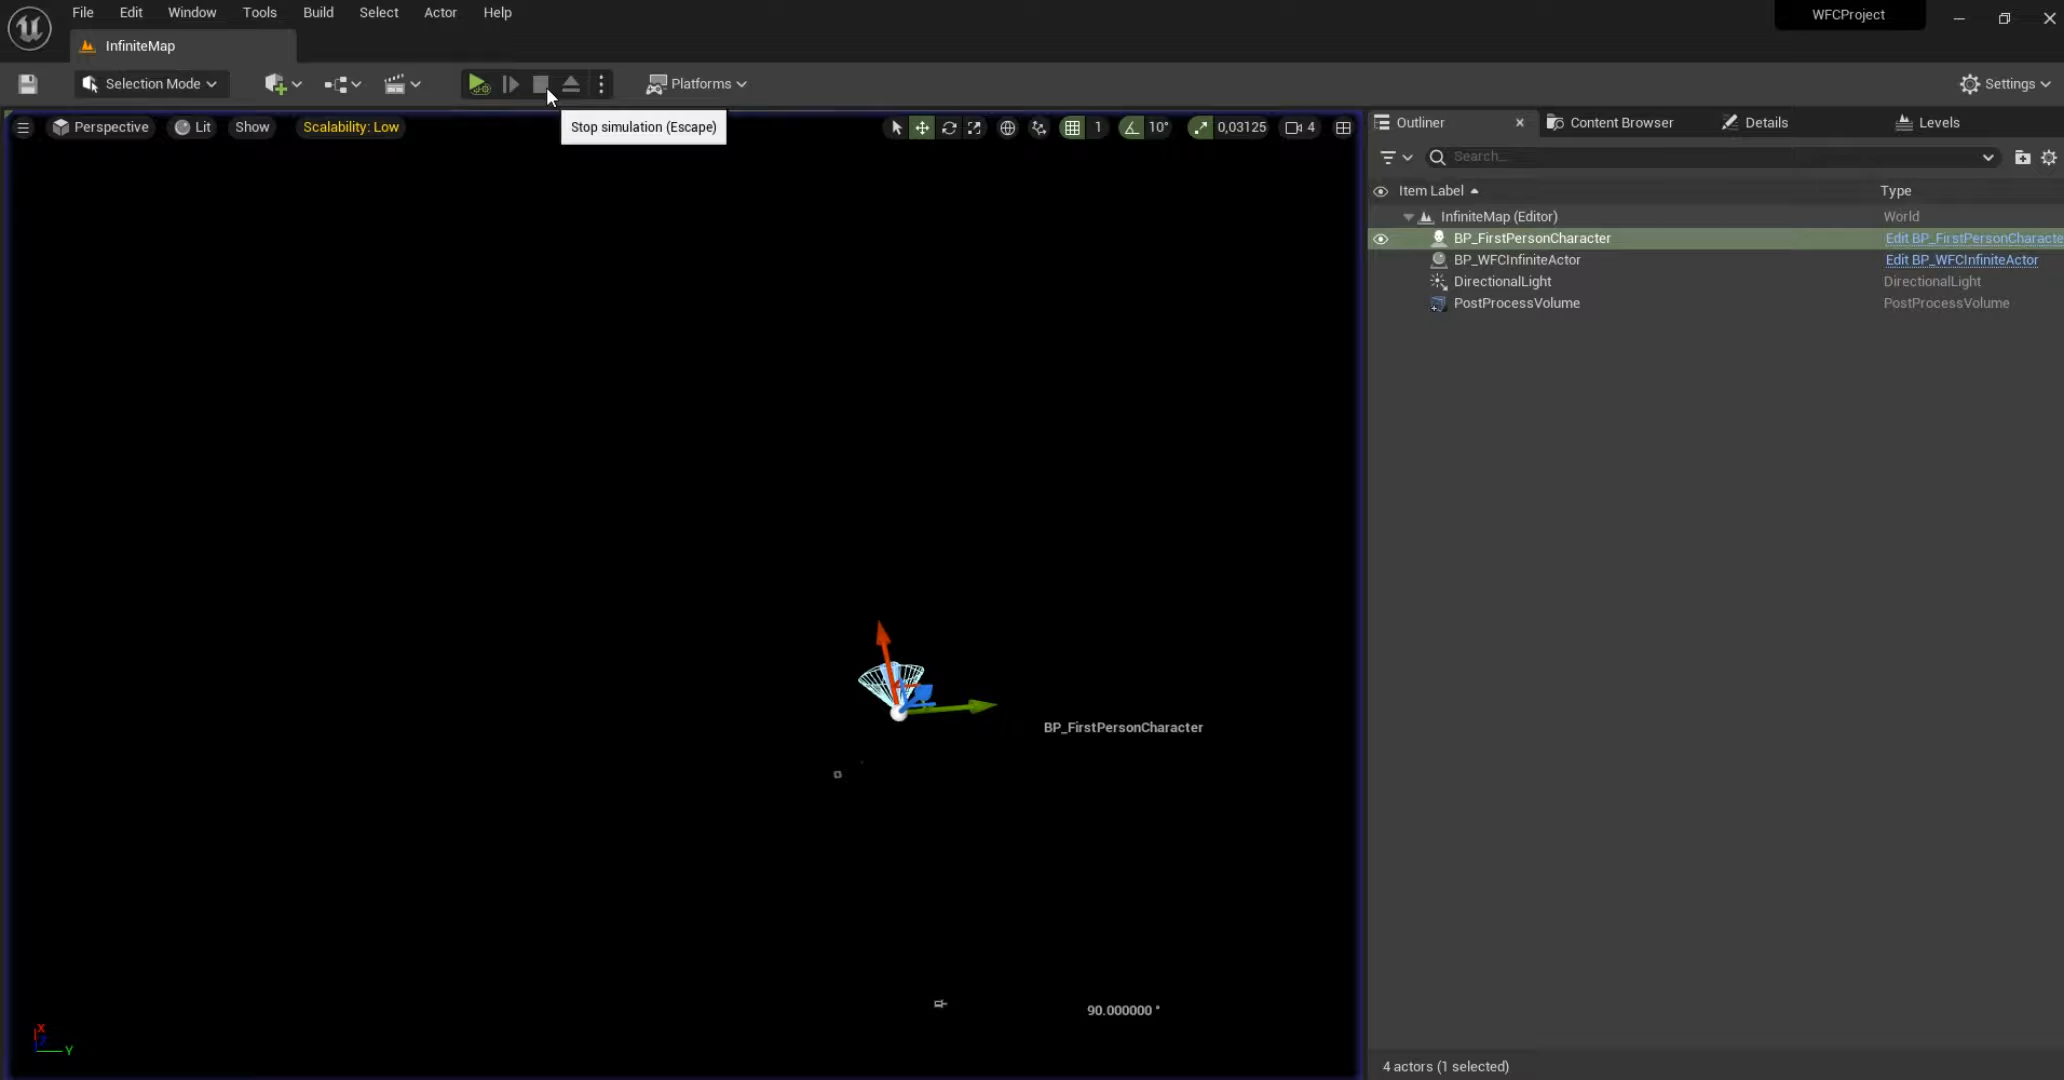 File Edit Window Tools Build Select Actor Help
WFCProject
InfiniteMap
Selection Mode
Platforms
Settings
Perspective Lit Show Scalability: Low
Stop simulation (Escape)
1 10° 0,03125 4
Outliner Content Browser Details Levels
Search...
Item Label Type
InfiniteMap (Editor) World
BP_FirstPersonCharacter Edit BP_FirstPersonCharacte
BP_WFCInfiniteActor Edit BP_WFCInfiniteActor
DirectionalLight DirectionalLight
PostProcessVolume PostProcessVolume
BP_FirstPersonCharacter
90.000000 °
X
Z
Y
4 actors (1 selected)